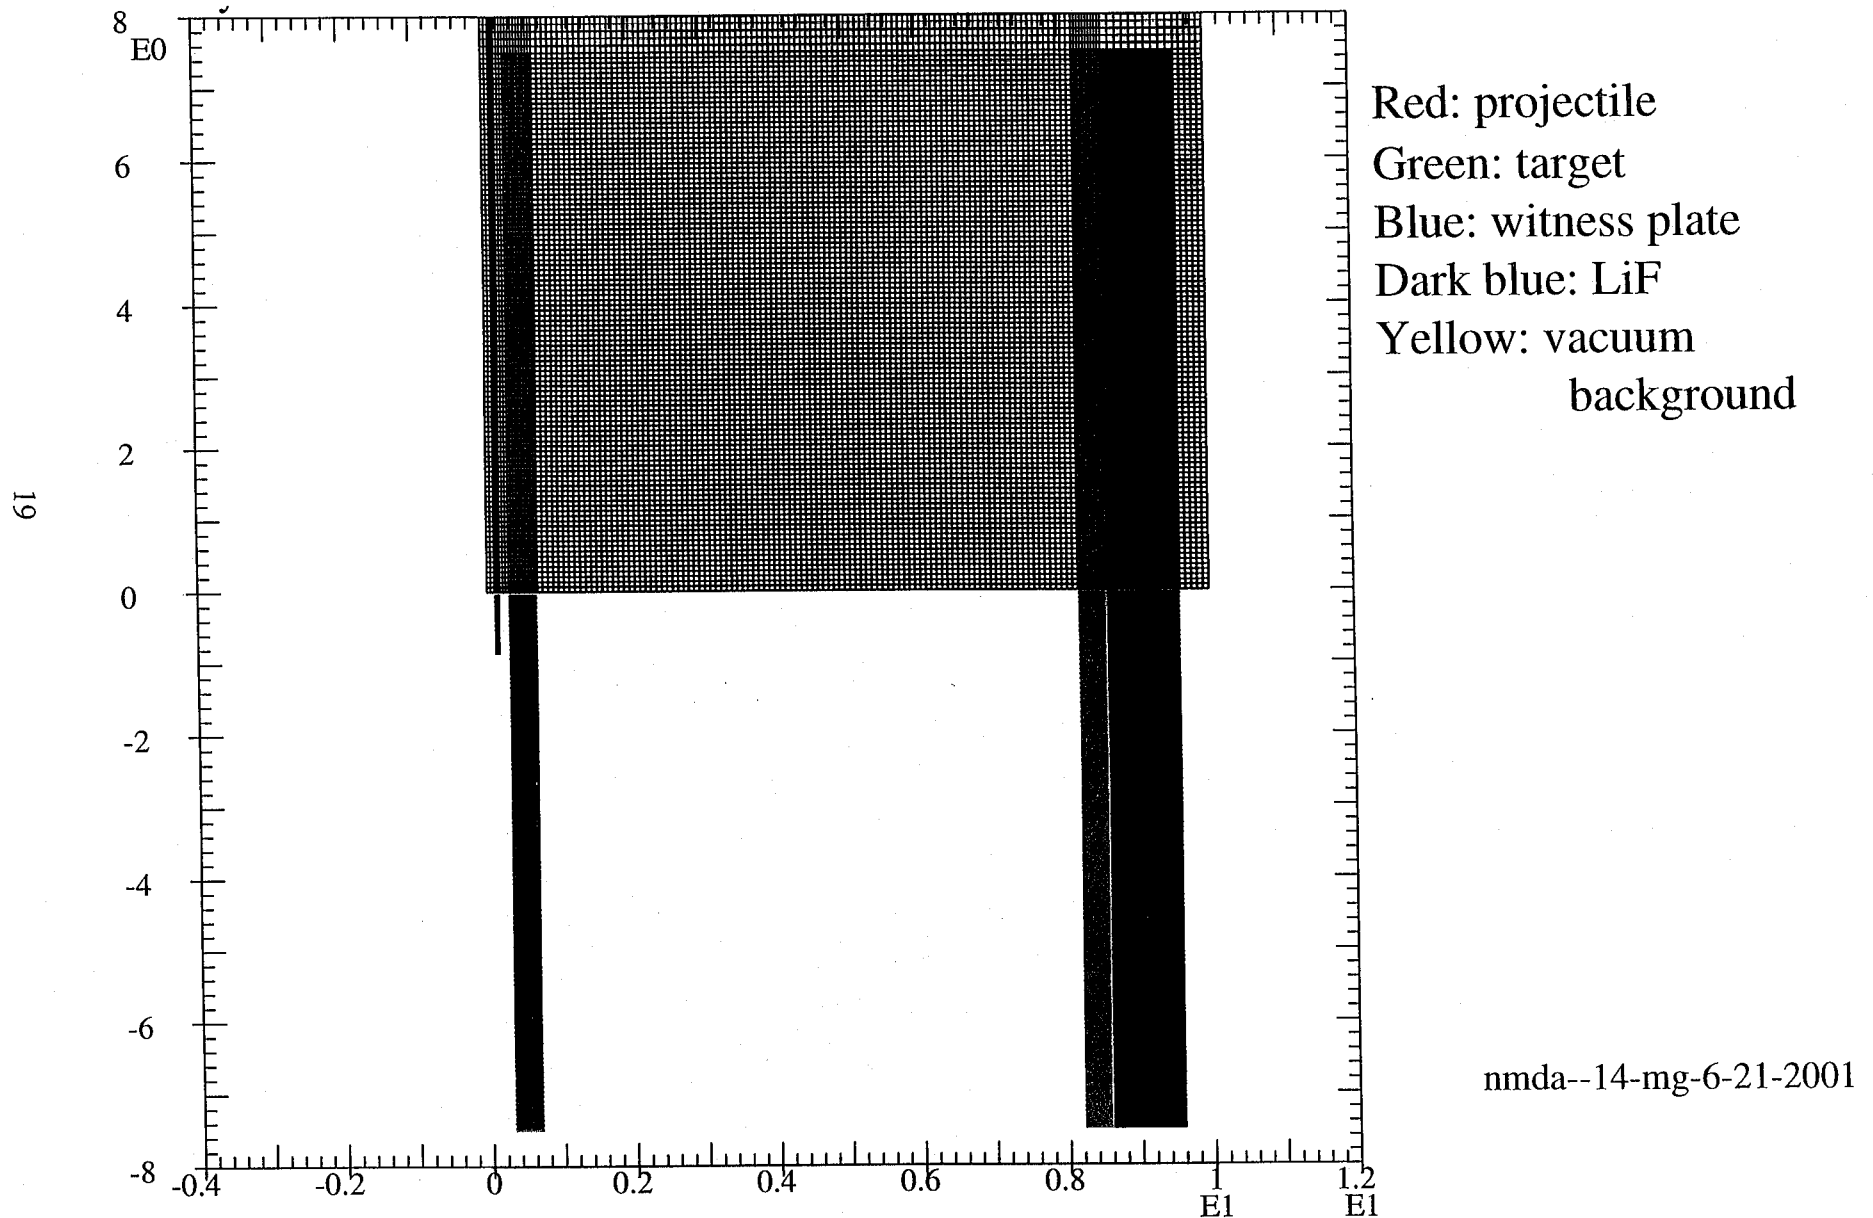 8
E0
6
4
2
0
-2
-4
-6
-8
-0.4
-0.2
0
0.2
0.4
0.6
0.8
1
E1
1.2
E1
Red: projectile
Green: target
Blue: witness plate
Dark blue: LiF
Yellow: vacuum
background
nmda--14-mg-6-21-2001
19